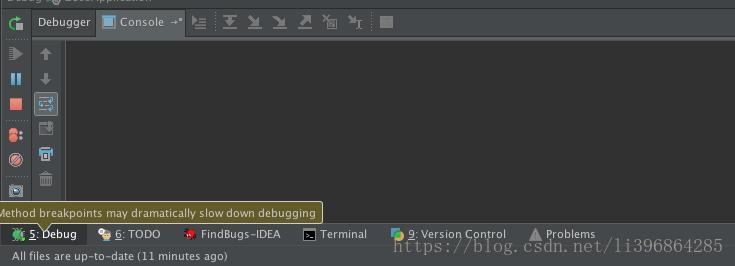 Debugger Console
Method breakpoints may dramatically slow down debugging
5: Debug 6: TODO FindBugs-IDEA Terminal 9: Version Control Problems
https://blog.csdn.net/li396864285
All files are up-to-date (11 minutes ago)